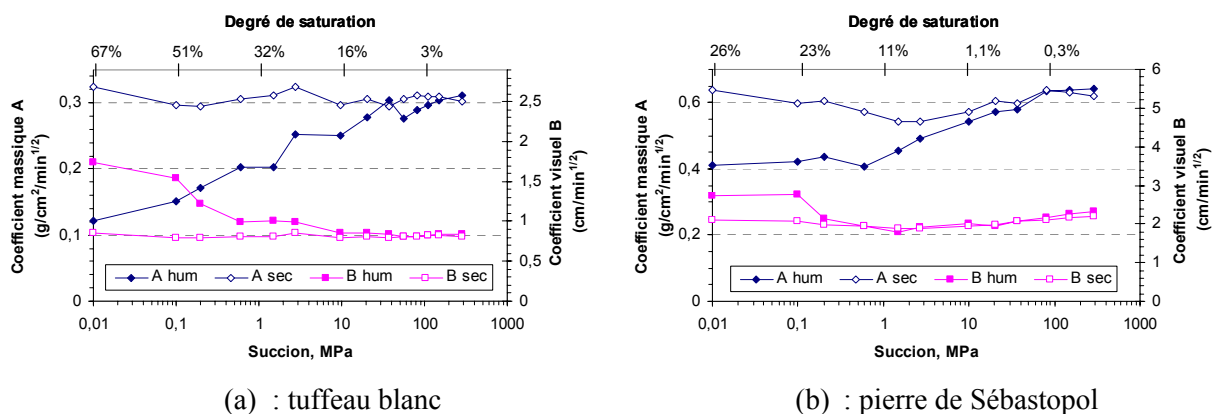 Degré de saturation
67% 51% 32% 16% 3%
Coefficient massique A
(g/cm²/min^1/2)
0,3
0,2
0,1
0
2,5
2
1,5
1
0,5
0
Coefficient visuel B
(cm/min^1/2)
A hum A sec B hum B sec
0,01 0,1 1 10 100 1000
Succion, MPa
(a) : tuffeau blanc
Degré de saturation
26% 23% 11% 1,1% 0,3%
Coefficient massique A
(g/cm²/min^1/2)
0,6
0,4
0,2
0
6
5
4
3
2
1
0
Coefficient visuel B
(cm/min^1/2)
A hum A sec B hum B sec
0,01 0,1 1 10 100 1000
Succion, MPa
(b) : pierre de Sébastopol